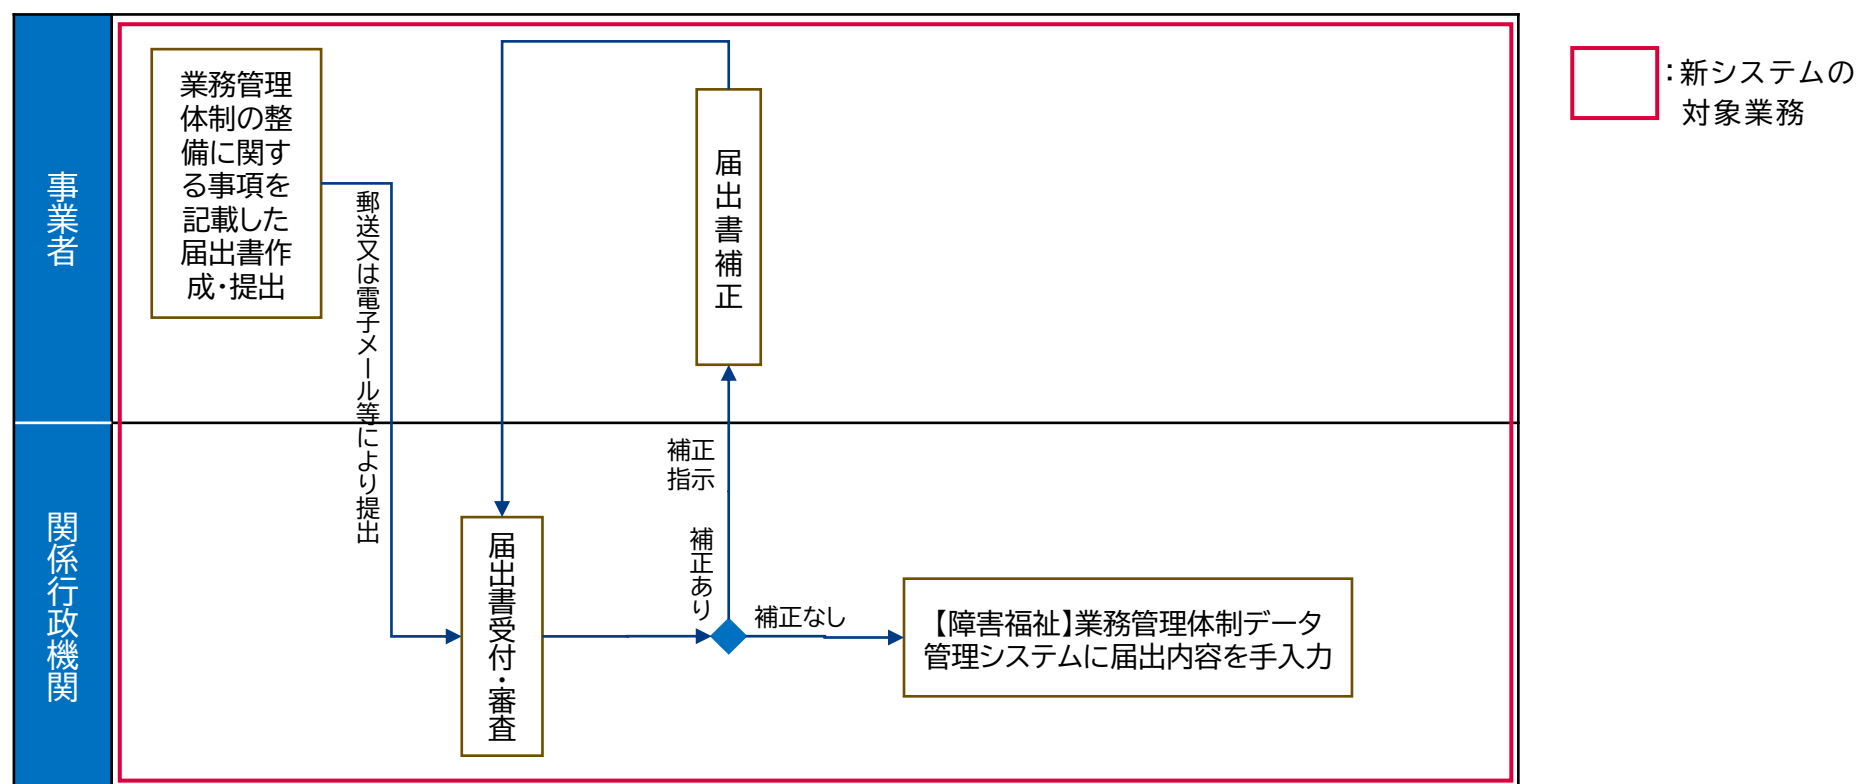 事業者
業務管理
体制の整
備に関す
る事項を
記載した
届出書作
成・提出
郵送又は電子メール等により提出
届出書補正
関係行政機関
届出書受付・審査
補正
指示
補正あり
補正なし
【障害福祉】業務管理体制データ
管理システムに届出内容を手入力
：新システムの
対象業務